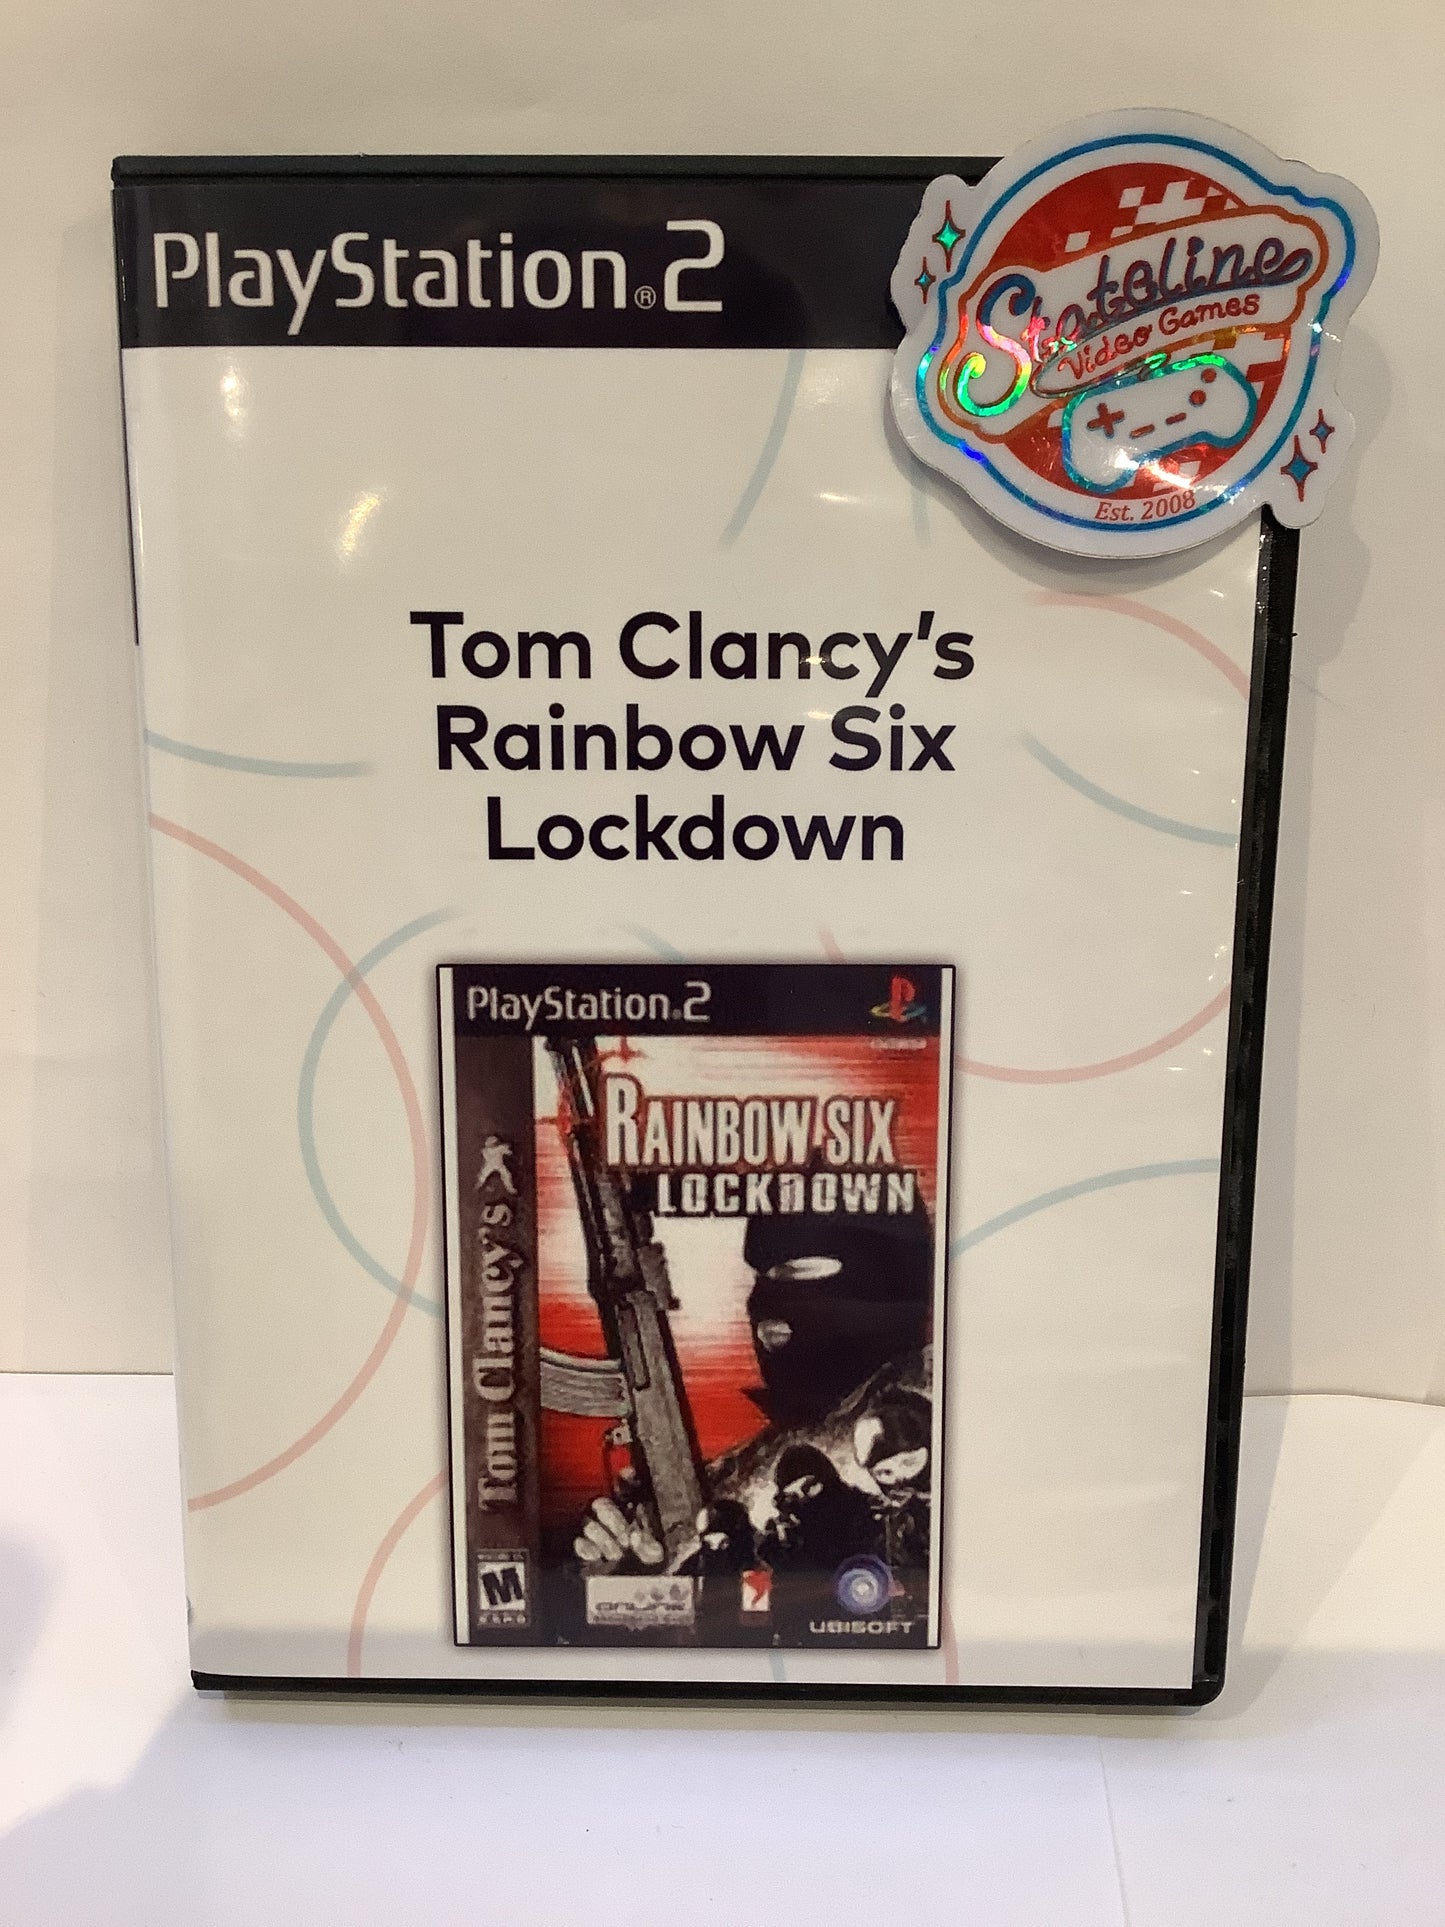 PlayStation®2
Stateline
Video Games
Est. 2008
Tom Clancy's
Rainbow Six
Lockdown
PlayStation®2
RAINBOW SIX
LOCKDOWN
Tom Clancy's
M
ONLINE
UBISOFT